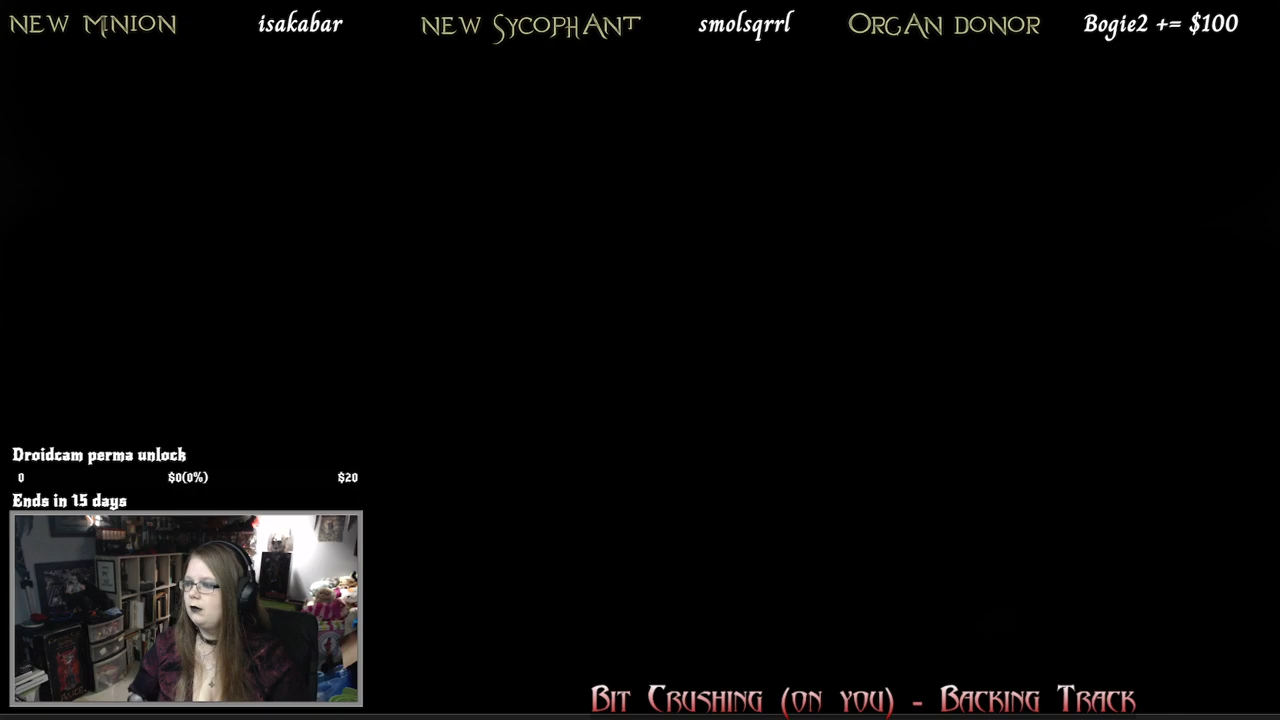 NEW MINION isakabar NEW SYCOPHANT smolsqrrl ORGAN DONOR Bogie2 += $100
Droidcam perma unlock
0 $0(0%) $20
Ends in 15 days
Bit Crushing (on you) - Backing Track